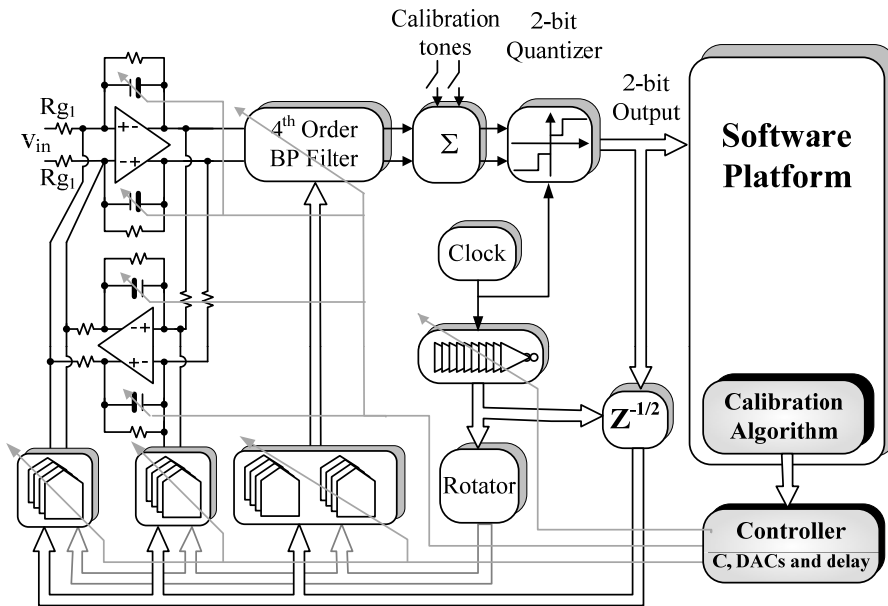 Calibration
tones
2-bit
Quantizer
2-bit
Output
Software
Platform
Rg1
vin
Rg1
+-
-+
4th Order
BP Filter
Σ
Clock
-+
+-
Z-1/2
Rotator
Calibration
Algorithm
Controller
C, DACs and delay